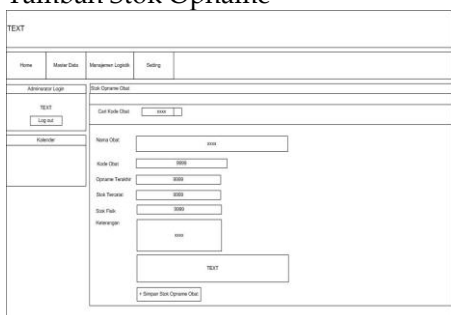 Tambah Stok Opname
TEXT
Home Master Data Manajemen Logistik Setting
Adminstrator Login
TEXT
Log out
Kalender
Stok Opname Obat
Cari Kode Obat xxxx
Nama Obat xxxx
Kode Obat 9999
Opname Terakhir 9999
Stok Tercatat 9999
Stok Fisik 9999
Keterangan xxxx
TEXT
+ Simpan Stok Opname Obat